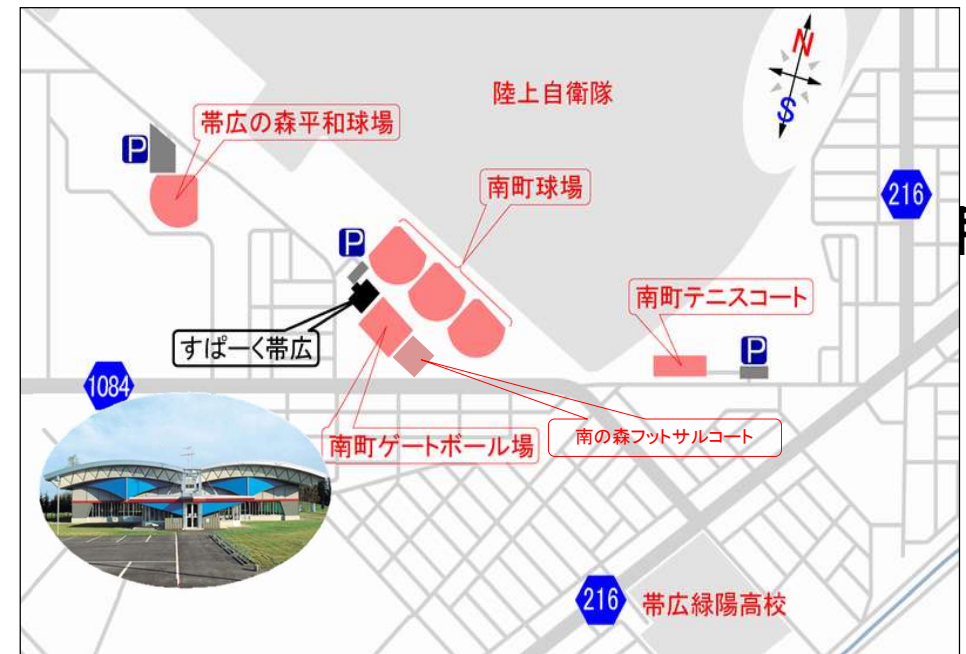 N
S
陸上自衛隊
帯広の森平和球場
P
南町球場
216
P
南町テニスコート
P
すぱーく帯広
1084
南町ゲートボール場
南の森フットサルコート
216
帯広緑陽高校